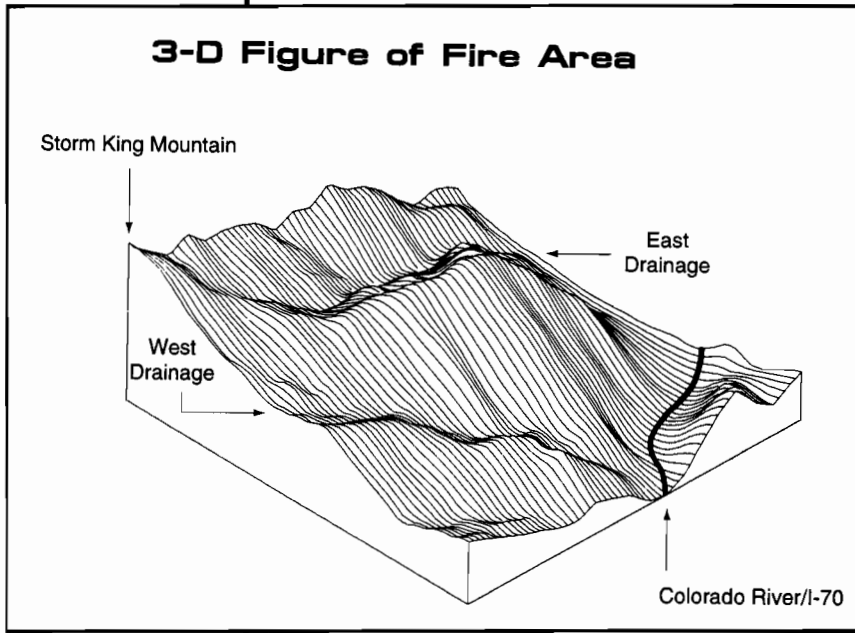 3-D Figure of Fire Area
Storm King Mountain
East
Drainage
West
Drainage
Colorado River/I-70